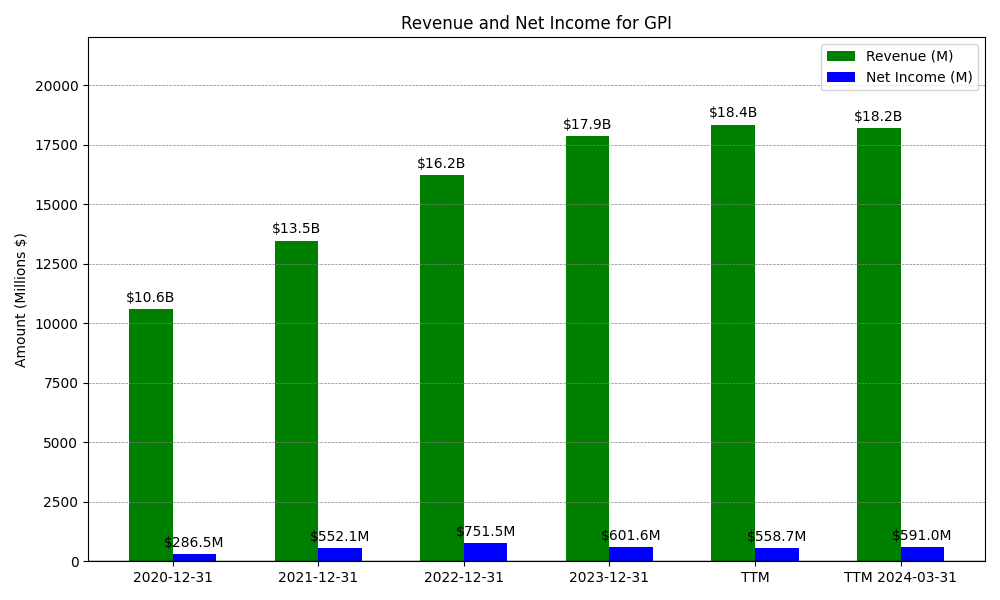 Revenue and Net Income for GPI
Revenue (M)
Net Income (M)
Amount (Millions $)
20000
17500
15000
12500
10000
7500
5000
2500
0
$10.6B
$13.5B
$16.2B
$17.9B
$18.4B
$18.2B
$286.5M
$552.1M
$751.5M
$601.6M
$558.7M
$591.0M
2020-12-31
2021-12-31
2022-12-31
2023-12-31
TTM
TTM 2024-03-31